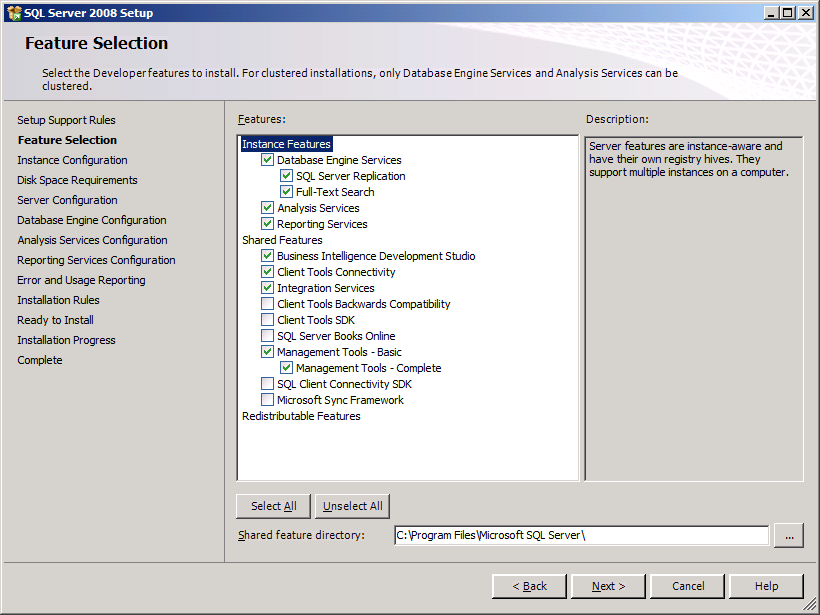 SQL Server 2008 Setup
Feature Selection
Select the Developer features to install. For clustered installations, only Database Engine Services and Analysis Services can be
clustered.
Setup Support Rules
Feature Selection
Instance Configuration
Disk Space Requirements
Server Configuration
Database Engine Configuration
Analysis Services Configuration
Reporting Services Configuration
Error and Usage Reporting
Installation Rules
Ready to Install
Installation Progress
Complete
Features:
Instance Features
Database Engine Services
SQL Server Replication
Full-Text Search
Analysis Services
Reporting Services
Shared Features
Business Intelligence Development Studio
Client Tools Connectivity
Integration Services
Client Tools Backwards Compatibility
Client Tools SDK
SQL Server Books Online
Management Tools - Basic
Management Tools - Complete
SQL Client Connectivity SDK
Microsoft Sync Framework
Redistributable Features
Description:
Server features are instance-aware and
have their own registry hives. They
support multiple instances on a computer.
Select All
Unselect All
Shared feature directory:
C:\Program Files\Microsoft SQL Server\
...
< Back
Next >
Cancel
Help